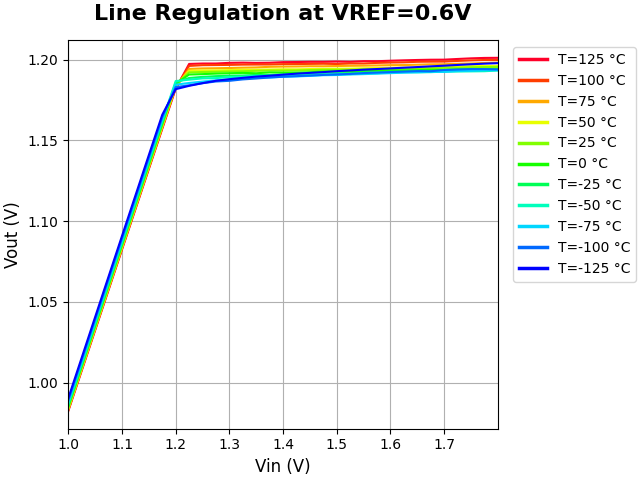 Line Regulation at VREF=0.6V
1.20
1.15
1.10
1.05
1.00
Vout (V)
1.0 1.1 1.2 1.3 1.4 1.5 1.6 1.7
Vin (V)
T=125 °C
T=100 °C
T=75 °C
T=50 °C
T=25 °C
T=0 °C
T=-25 °C
T=-50 °C
T=-75 °C
T=-100 °C
T=-125 °C